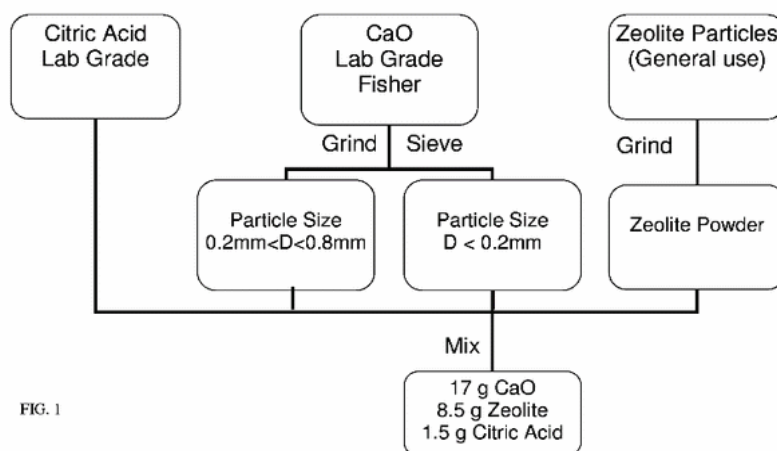 Citric Acid
Lab Grade
CaO
Lab Grade
Fisher
Zeolite Particles
(General use)
Grind
Sieve
Grind
Particle Size
0.2mm<D<0.8mm
Particle Size
D < 0.2mm
Zeolite Powder
Mix
17 g CaO
8.5 g Zeolite
1.5 g Citric Acid
FIG. 1